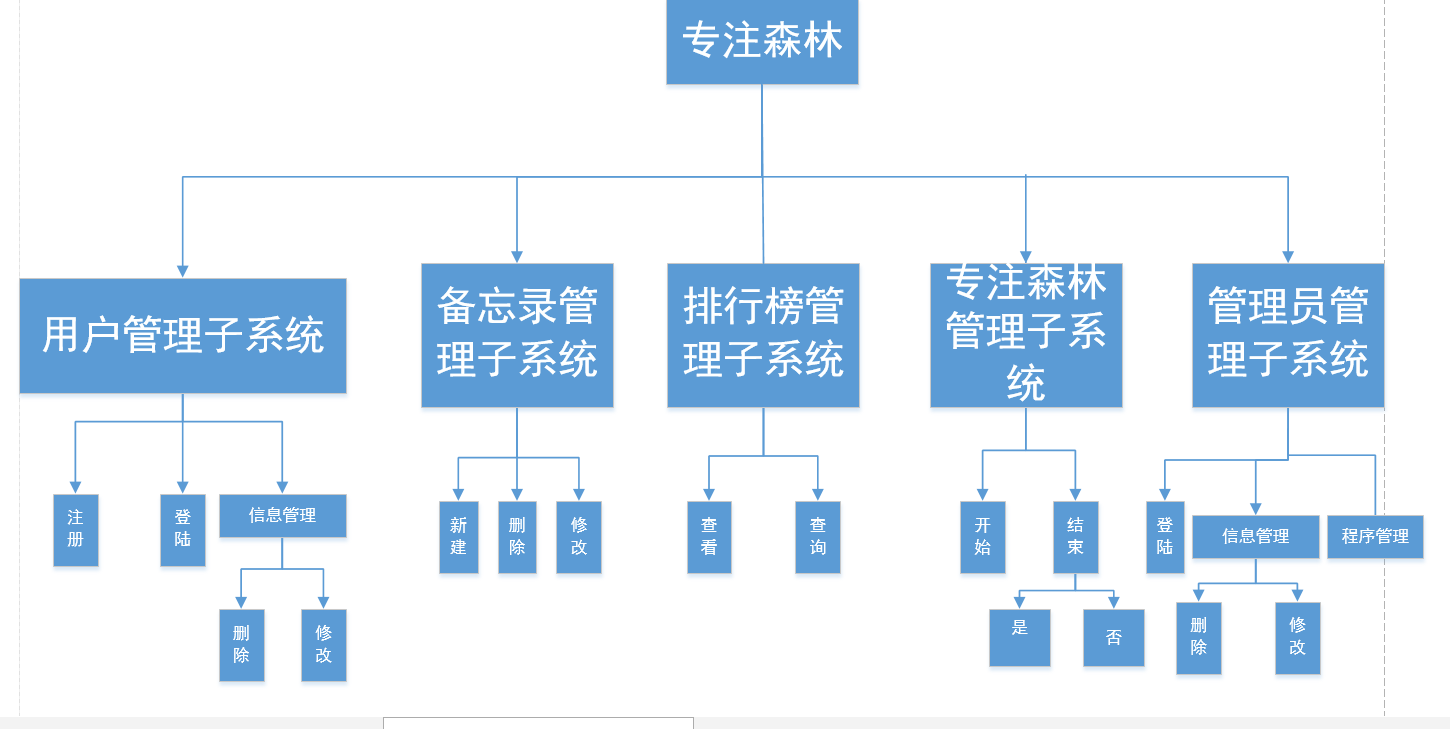 专注森林
用户管理子系统
备忘录管
理子系统
排行榜管
理子系统
专注森林
管理子系
统
管理员管
理子系统
注
册
登
陆
信息管理
新
建
删
除
修
改
查
看
查
询
开
始
结
束
登
陆
信息管理
程序管理
删
除
修
改
是
否
删
除
修
改